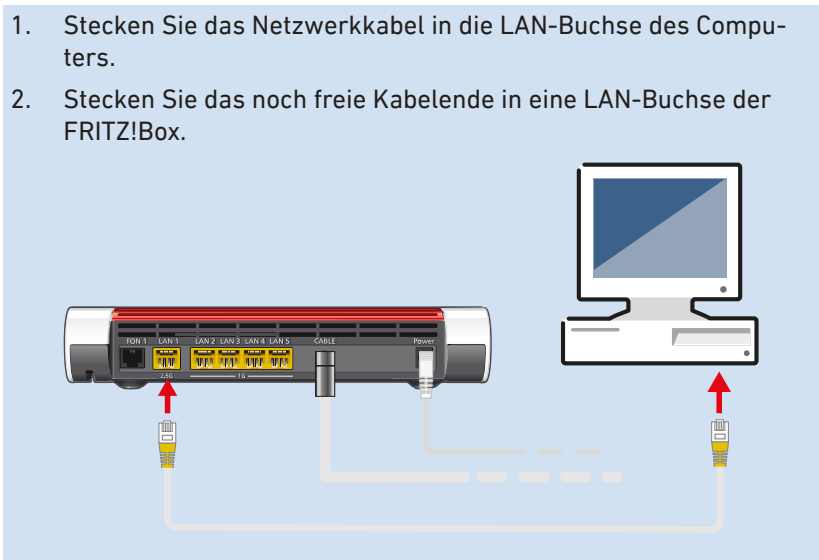 1. Stecken Sie das Netzwerkkabel in die LAN-Buchse des Compu-
ters.
2. Stecken Sie das noch freie Kabelende in eine LAN-Buchse der
FRITZ!Box.
FON 1 LAN 1 LAN 2 LAN 3 LAN 4 LAN 5 CABLE Power
2,5G 1G